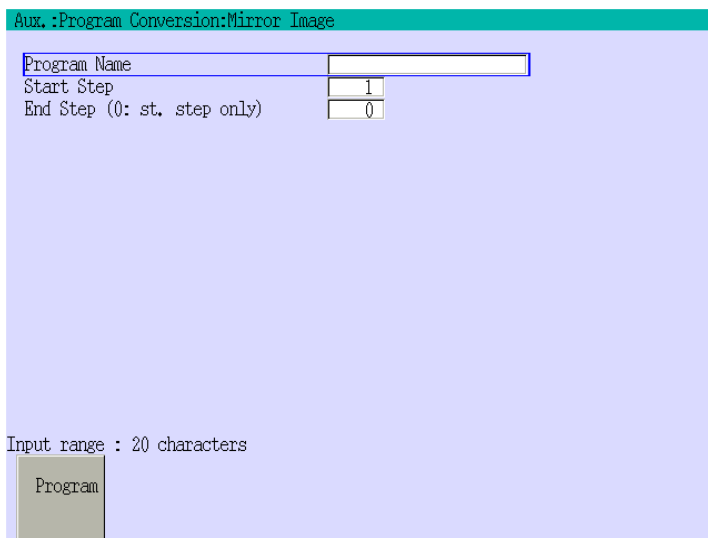 Aux.:Program Conversion:Mirror Image
Program Name
Start Step 1
End Step (0: st. step only) 0
Input range : 20 characters
Program